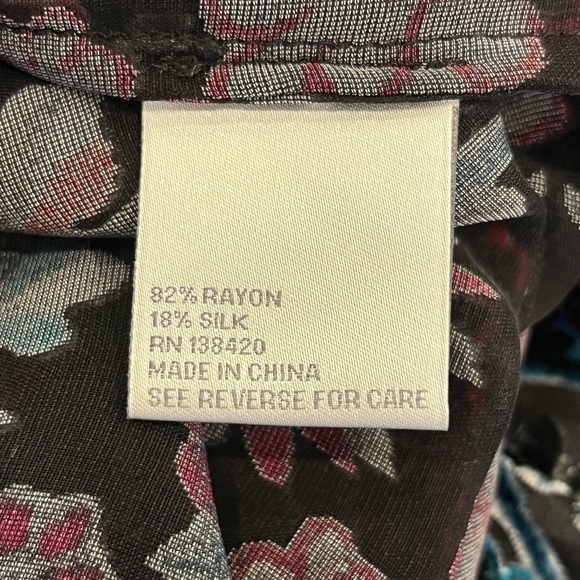 82% RAYON
18% SILK
RN 138420
MADE IN CHINA
SEE REVERSE FOR CARE